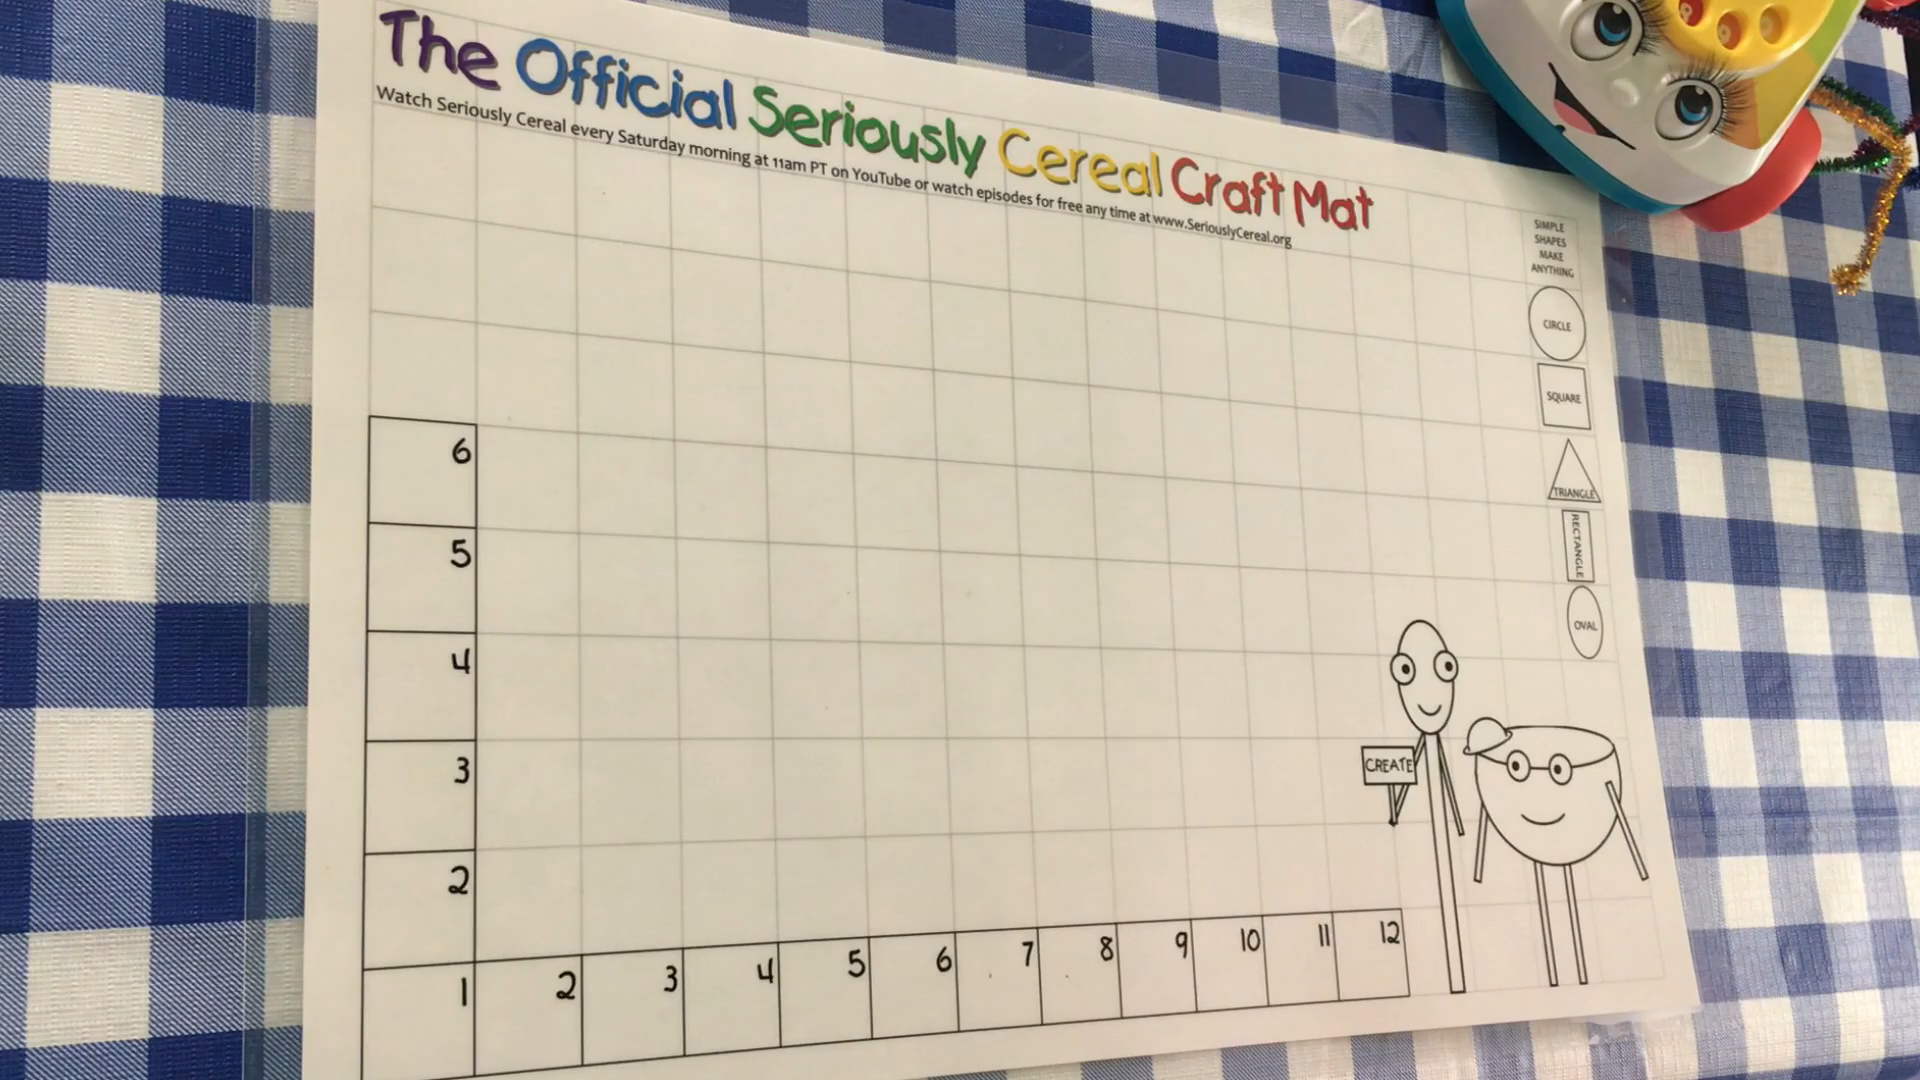 The Official Seriously Cereal Craft Mat
Watch Seriously Cereal every Saturday morning at 11am PT on YouTube or watch episodes for free any time at www.SeriouslyCereal.org
SIMPLE
SHAPES
MAKE
ANYTHING
CIRCLE
SQUARE
TRIANGLE
RECTANGLE
OVAL
6
5
4
3
2
1 2 3 4 5 6 7 8 9 10 11 12
CREATE